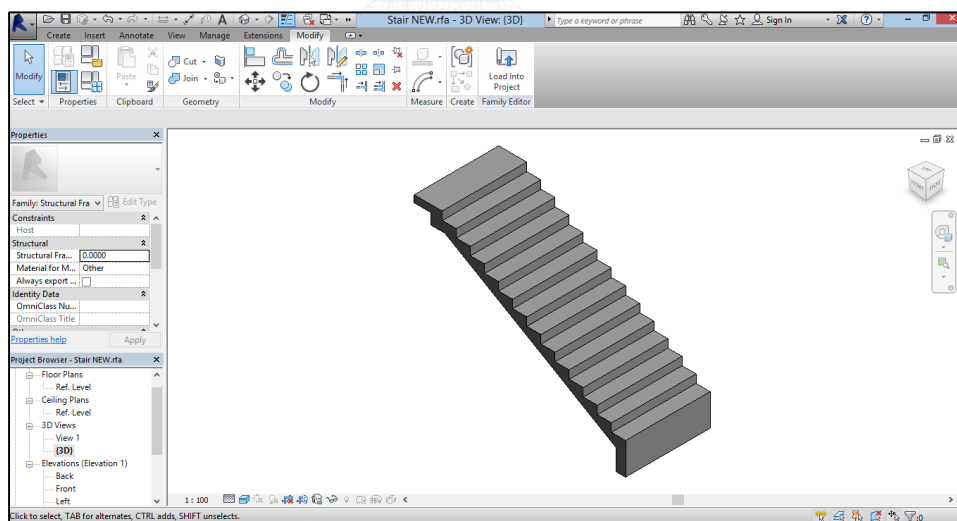 Stair NEW.rfa - 3D View: {3D}
Type a keyword or phrase
Sign In
Create Insert Annotate View Manage Extensions Modify
Modify
Paste
Cut
Join
Load into
Project
Select Properties Clipboard Geometry Modify Measure Create Family Editor
Properties
Family: Structural Fra
Edit Type
Constraints
Host
Structural
Structural Fra... 0.0000
Material for M... Other
Always export ...
Identity Data
OmniClass Nu...
OmniClass Title
Properties help
Apply
Project Browser - Stair NEW.rfa
Floor Plans
Ref. Level
Ceiling Plans
Ref. Level
3D Views
View 1
{3D}
Elevations (Elevation 1)
Back
Front
Left
1 : 100
Click to select, TAB for alternates, CTRL adds, SHIFT unselects.
:0